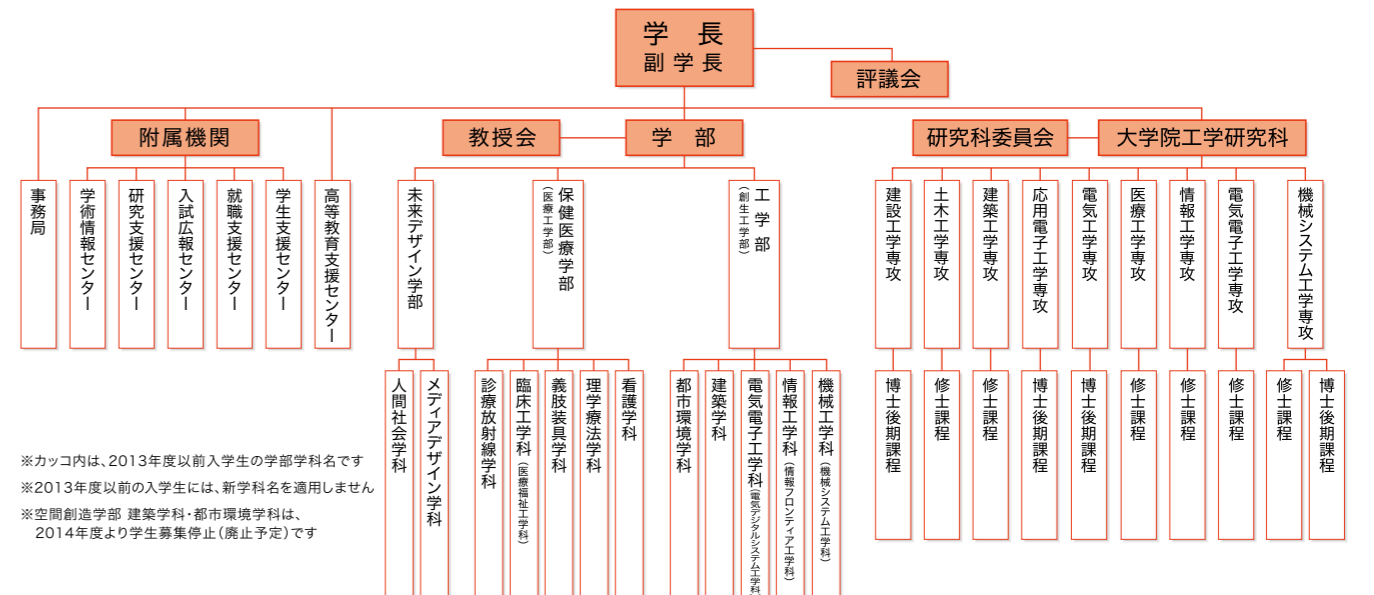 学 長
副 学 長
評議会
附属機関
教授会
学 部
研究科委員会
大学院工学研究科
事務局
学術情報センター
研究支援センター
入試広報センター
就職支援センター
学生支援センター
高等教育支援センター
未来デザイン学部
保健医療学部
（医療工学部）
工学部
（創生工学部）
建設工学専攻
土木工学専攻
建築工学専攻
応用電子工学専攻
電気工学専攻
医療工学専攻
情報工学専攻
電気電子工学専攻
機械システム工学専攻
人間社会学科
メディアデザイン学科
診療放射線学科
臨床工学科（医療福祉工学科）
義肢装具学科
理学療法学科
看護学科
都市環境学科
建築学科
電気電子工学科（電気デジタルシステム工学科）
情報工学科（情報フロンティア工学科）
機械工学科（機械システム工学科）
博士後期課程
修士課程
修士課程
博士後期課程
博士後期課程
修士課程
修士課程
修士課程
修士課程
博士後期課程
※カッコ内は、2013年度以前入学生の学部学科名です
※2013年度以前の入学生には、新学科名を適用しません
※空間創造学部 建築学科・都市環境学科は、
2014年度より学生募集停止（廃止予定）です